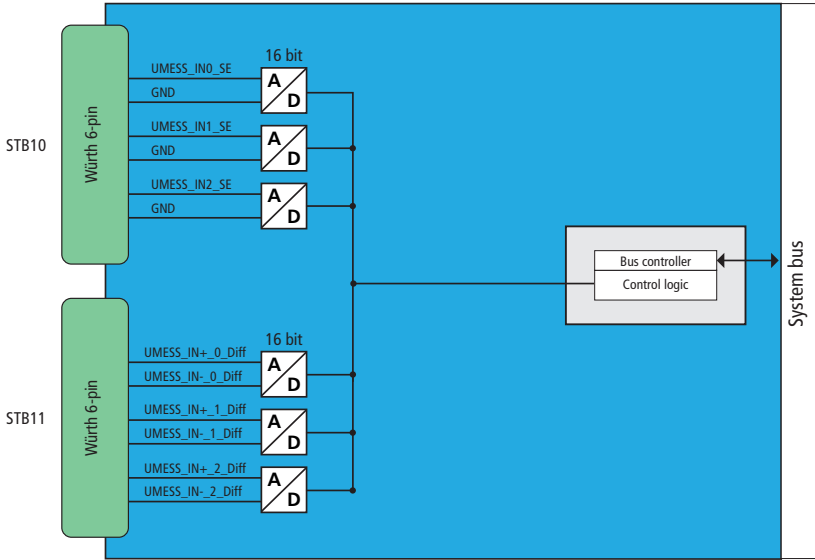 16 bit
UMESS_IN0_SE
GND
A
D
UMESS_IN1_SE
GND
A
D
UMESS_IN2_SE
GND
A
D
STB10
Würth 6-pin
Bus controller
Control logic
System bus
16 bit
UMESS_IN+_0_Diff
UMESS_IN-_0_Diff
A
D
UMESS_IN+_1_Diff
UMESS_IN-_1_Diff
A
D
UMESS_IN+_2_Diff
UMESS_IN-_2_Diff
A
D
STB11
Würth 6-pin